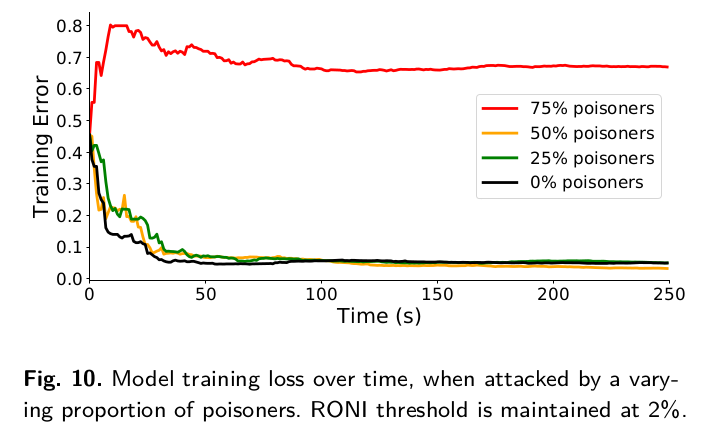 0.8
0.7
0.6
0.5
0.4
0.3
0.2
0.1
0.0
Training Error
75% poisoners
50% poisoners
25% poisoners
0% poisoners
0 50 100 150 200 250
Time (s)
Fig. 10. Model training loss over time, when attacked by a vary-
ing proportion of poisoners. RONI threshold is maintained at 2%.